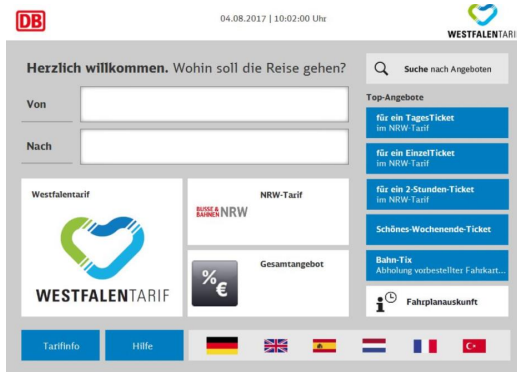 DB
04.08.2017 | 10:02:00 Uhr
WESTFALENTARIF
Herzlich willkommen. Wohin soll die Reise gehen?
Von
Nach
Suche nach Angeboten
Top-Angebote
für ein TagesTicket
im NRW-Tarif
für ein EinzelTicket
im NRW-Tarif
für ein 2-Stunden-Ticket
im NRW-Tarif
Schönes-Wochenende-Ticket
Bahn-Tix
Abholung vorbestellter Fahrkart...
Fahrplanauskunft
Westfalentarif
WESTFALENTARIF
NRW-Tarif
BUSSE &
BAHNEN NRW
Gesamtangebot
%
€
Tarifinfo
Hilfe